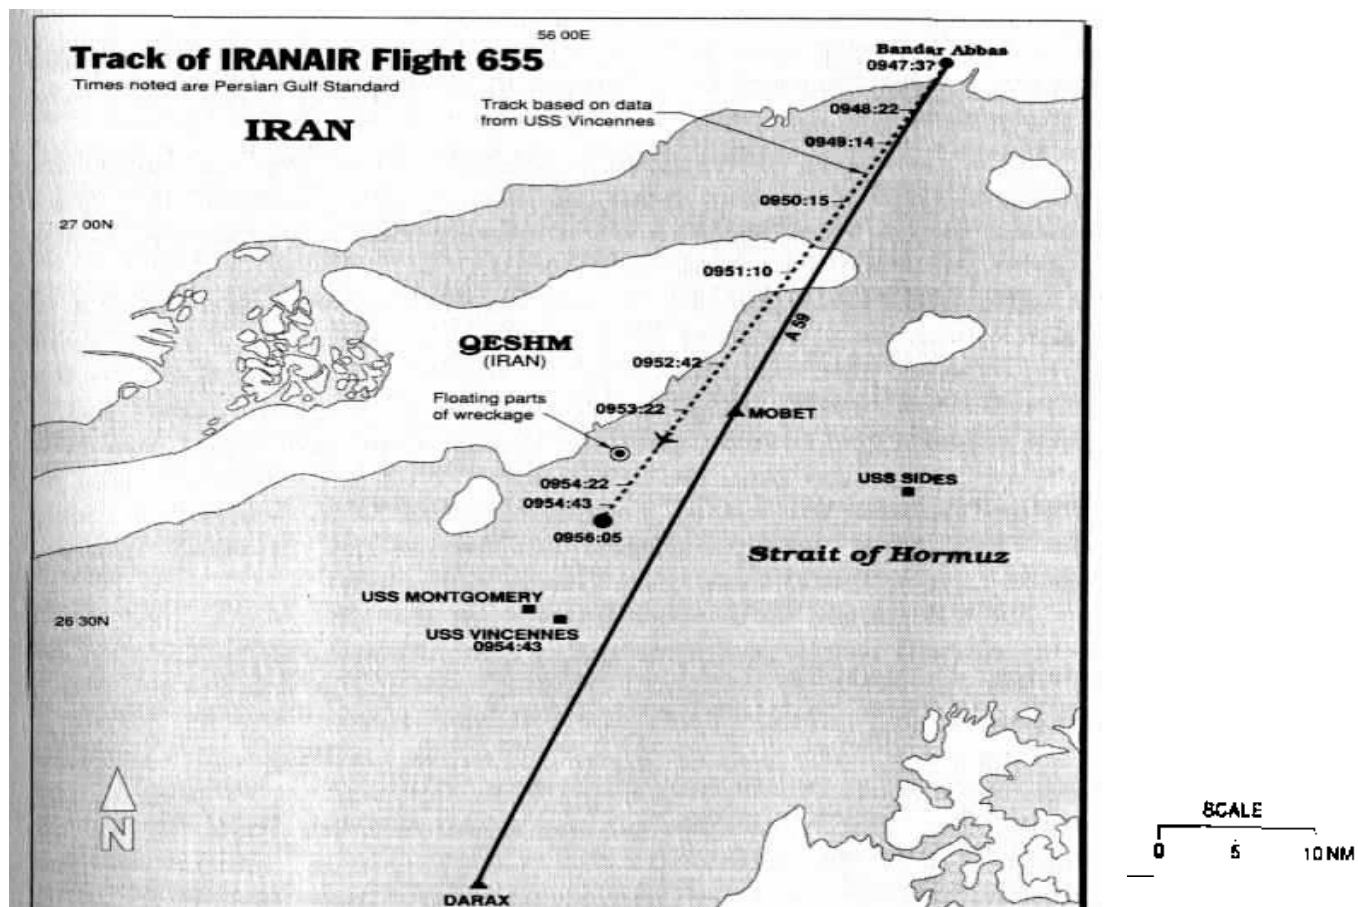 56 00E
Track of IRANAIR Flight 655
Times noted are Persian Gulf Standard
IRAN
Bandar Abbas
0947:37
Track based on data
from USS Vincennes
0948:22
0949:14
0950:15
27 00N
0951:10
A 59
QESHM
(IRAN)
0952:42
Floating parts
of wreckage
0953:22
MOBET
0954:22
USS SIDES
0954:43
0956:05
Strait of Hormuz
USS MONTGOMERY
26 30N
USS VINCENNES
0954:43
N
DARAX
SCALE
0 5 10 NM